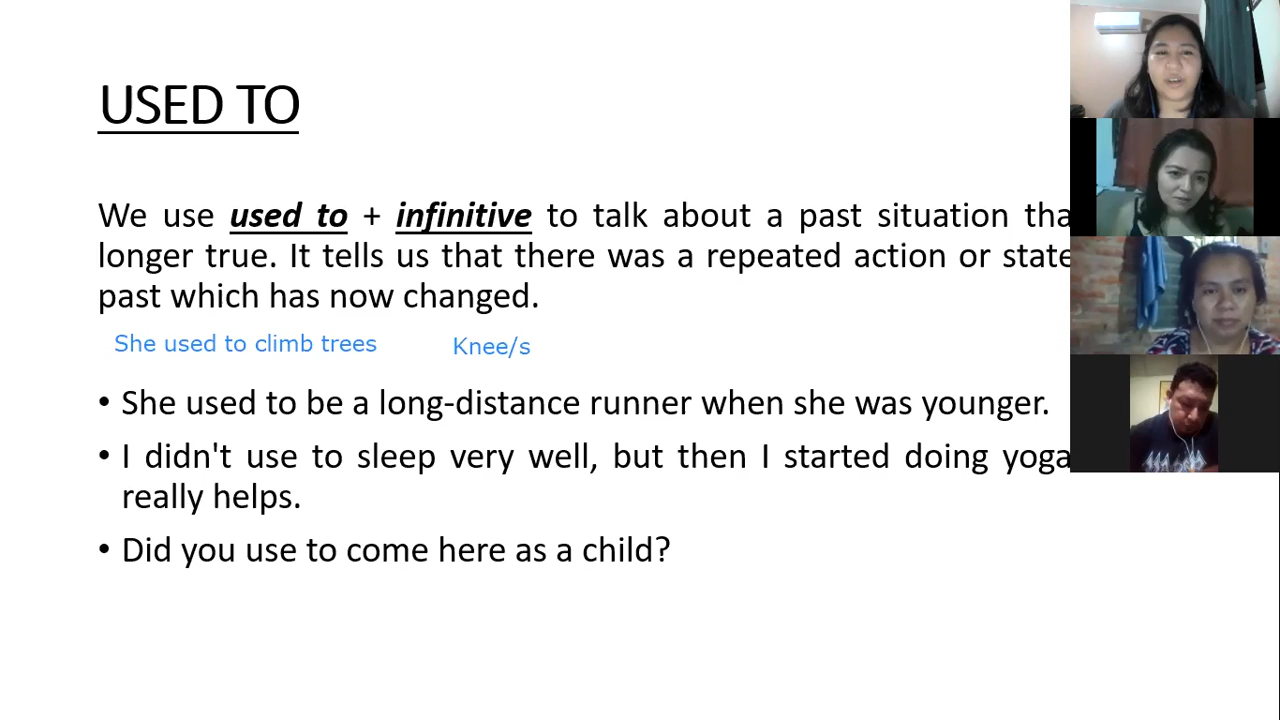 USED TO
We use used to + infinitive to talk about a past situation tha
longer true. It tells us that there was a repeated action or state
past which has now changed.
She used to climb trees Knee/s
• She used to be a long-distance runner when she was younger.
• I didn't use to sleep very well, but then I started doing yoga
really helps.
• Did you use to come here as a child?